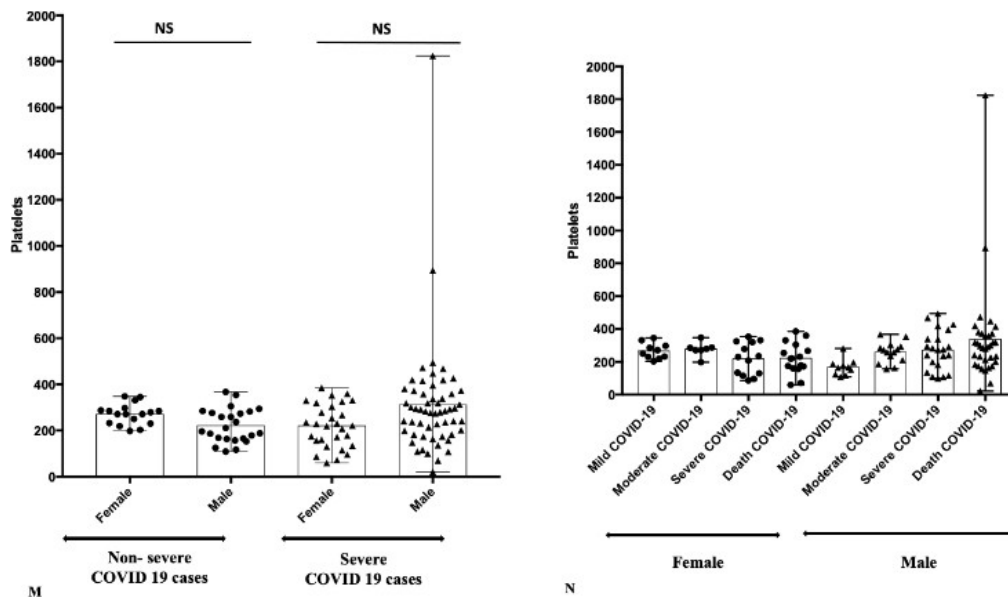 NS
NS
2000
1800
1600
1400
1200
1000
800
600
400
200
0
Platelets
Female
Male
Female
Male
Non- severe
COVID 19 cases
Severe
COVID 19 cases
M
2000
1800
1600
1400
1200
1000
800
600
400
200
0
Platelets
Mild COVID-19
Moderate COVID-19
Severe COVID-19
Death COVID-19
Mild COVID-19
Moderate COVID-19
Severe COVID-19
Death COVID-19
Female
Male
N